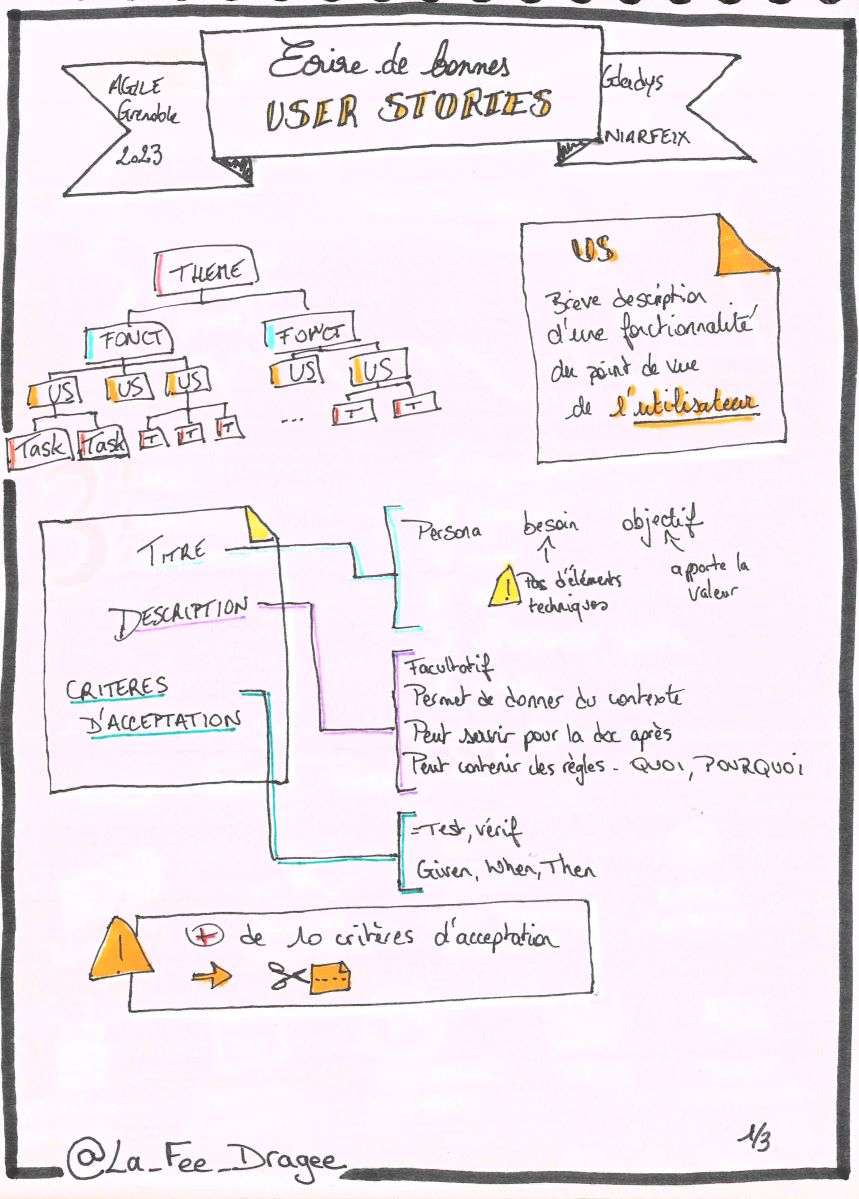 AGILE
Grenoble
2023
Ecrire de bonnes
USER STORIES
Gladys
NIARFEIX
THEME
FONCT
FONCT
US
US
US
US
US
Task
Task
T
T
T
...
T
T
US
Brève description
d'une fonctionnalité
du point de vue
de l'utilisateur
TITRE
DESCRIPTION
CRITERES
D'ACCEPTATION
Persona besoin objectif
! Pas d'éléments
techniques
apporte la
valeur
Facultatif
Permet de donner du contexte
Peut servir pour la doc après
Peut contenir des règles - QUOI, POURQUOI
- Test, vérif
Given, When, Then
! + de 10 critères d'acceptation
@La_Fee_Dragee
1/3